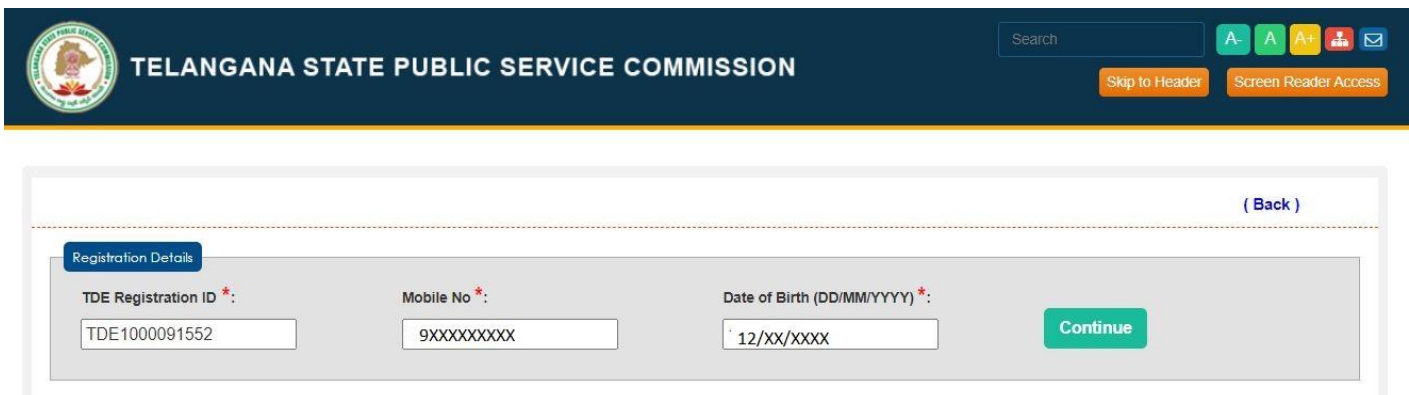 TELANGANA STATE PUBLIC SERVICE COMMISSION
Search
A- A A+
Skip to Header Screen Reader Access
( Back )
Registration Details
TDE Registration ID *: Mobile No *: Date of Birth (DD/MM/YYYY) *:
TDE1000091552 9XXXXXXXXX 12/XX/XXXX Continue